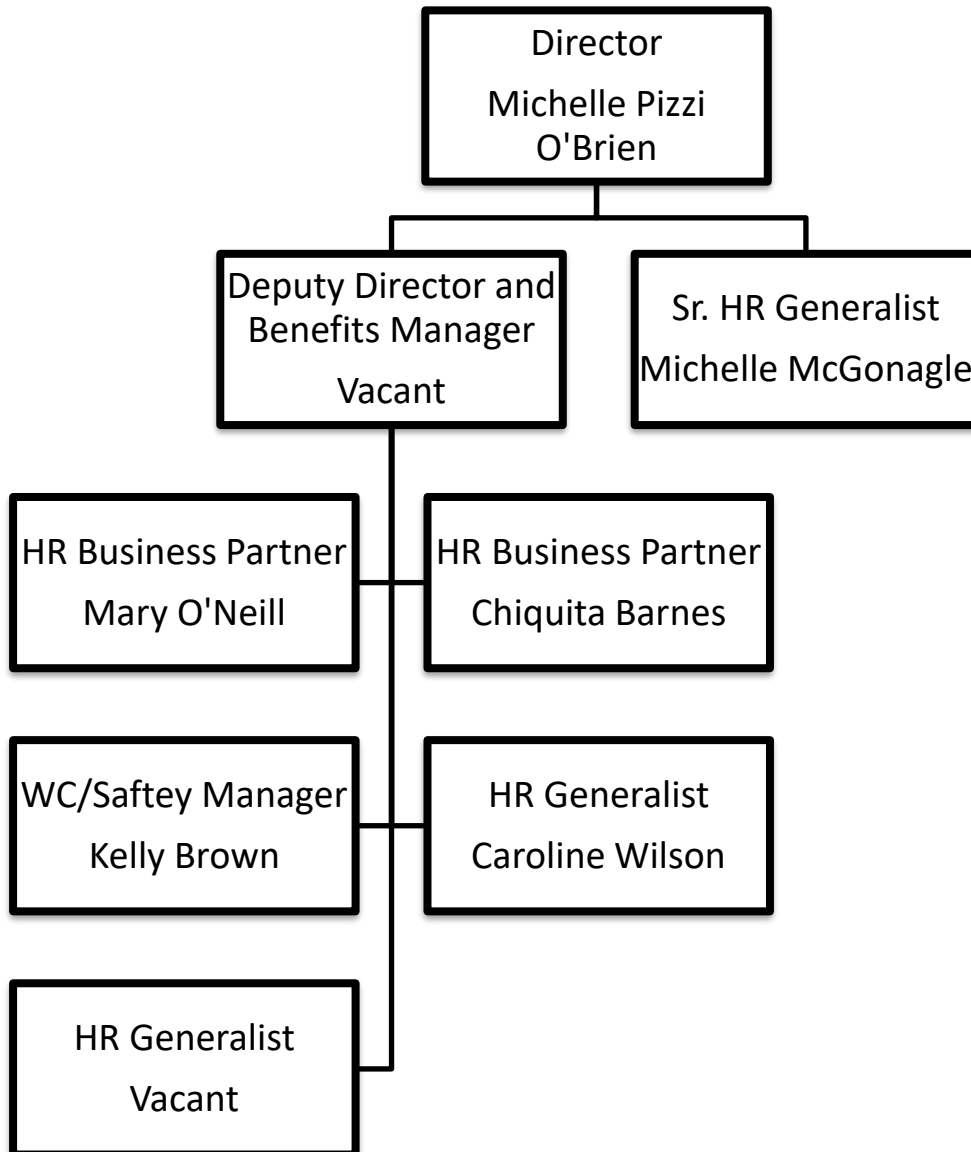 Director
Michelle Pizzi
O'Brien
Deputy Director and
Benefits Manager
Vacant
Sr. HR Generalist
Michelle McGonagle
HR Business Partner
Mary O'Neill
HR Business Partner
Chiquita Barnes
WC/Saftey Manager
Kelly Brown
HR Generalist
Caroline Wilson
HR Generalist
Vacant